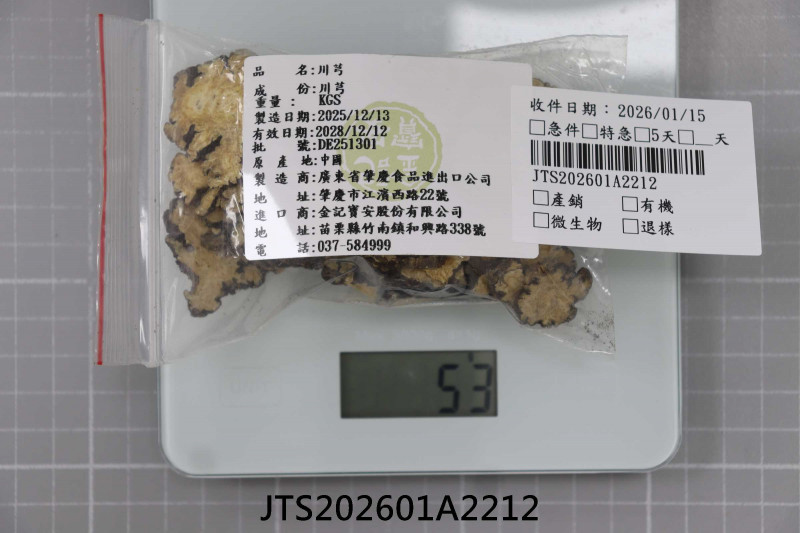 品 名:川芎
成 份:川芎
重量: KGS
製造日期:2025/12/13
有效日期:2028/12/12
批 號:DE251301
原 產 地:中國
製 造 商:廣東省肇慶食品進出口公司
地 址:肇慶市江濱西路22號
進 口 商:金記寶安股份有限公司
地 址:苗栗縣竹南鎮和興路338號
電 話:037-584999
收件日期:2026/01/15
□急件□特急□5天□__天
JTS202601A2212
□產銷 □有機
□微生物 □退樣
53
JTS202601A2212